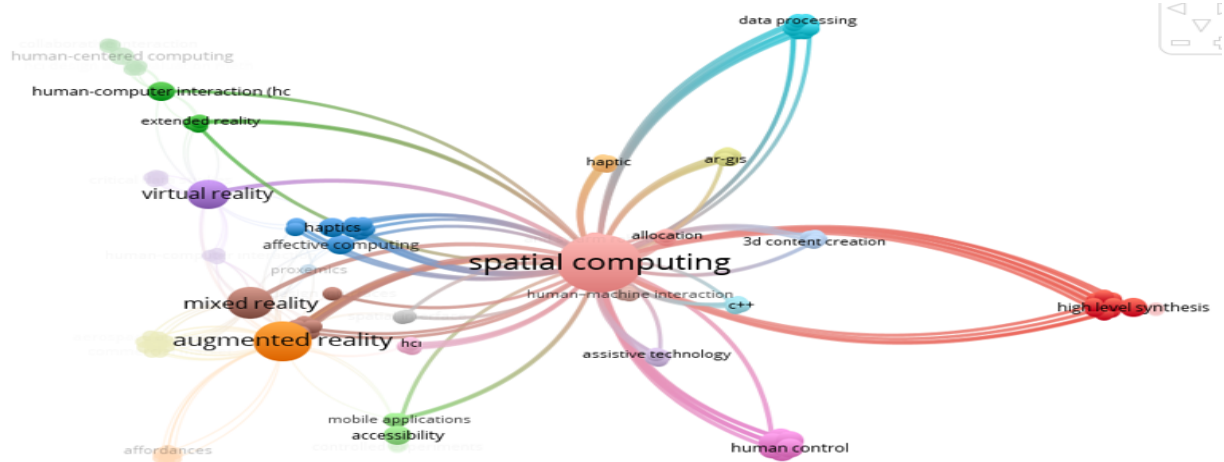 data processing
human-centered computing
human-computer interaction (hc
extended reality
haptic
ar-gis
virtual reality
haptics
allocation
affective computing
3d content creation
proxemics
spatial computing
human-machine interaction
mixed reality
c++
high level synthesis
augmented reality
hci
assistive technology
mobile applications
accessibility
human control
affordances